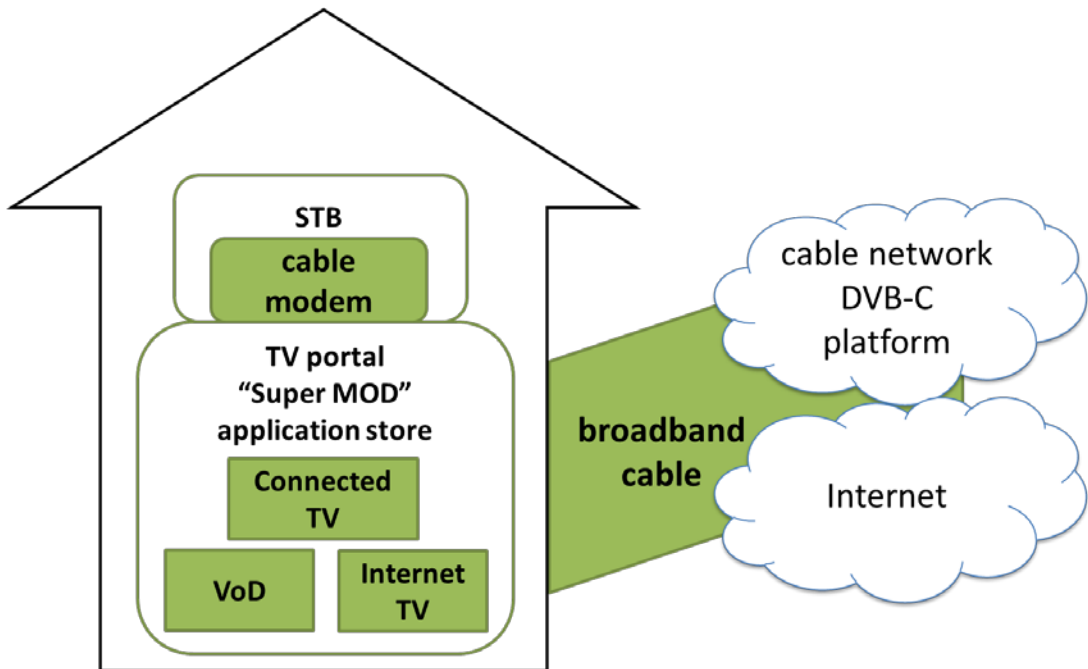 STB
cable
modem
TV portal
“Super MOD”
application store
Connected
TV
VoD
Internet
TV
broadband
cable
cable network
DVB-C
platform
Internet